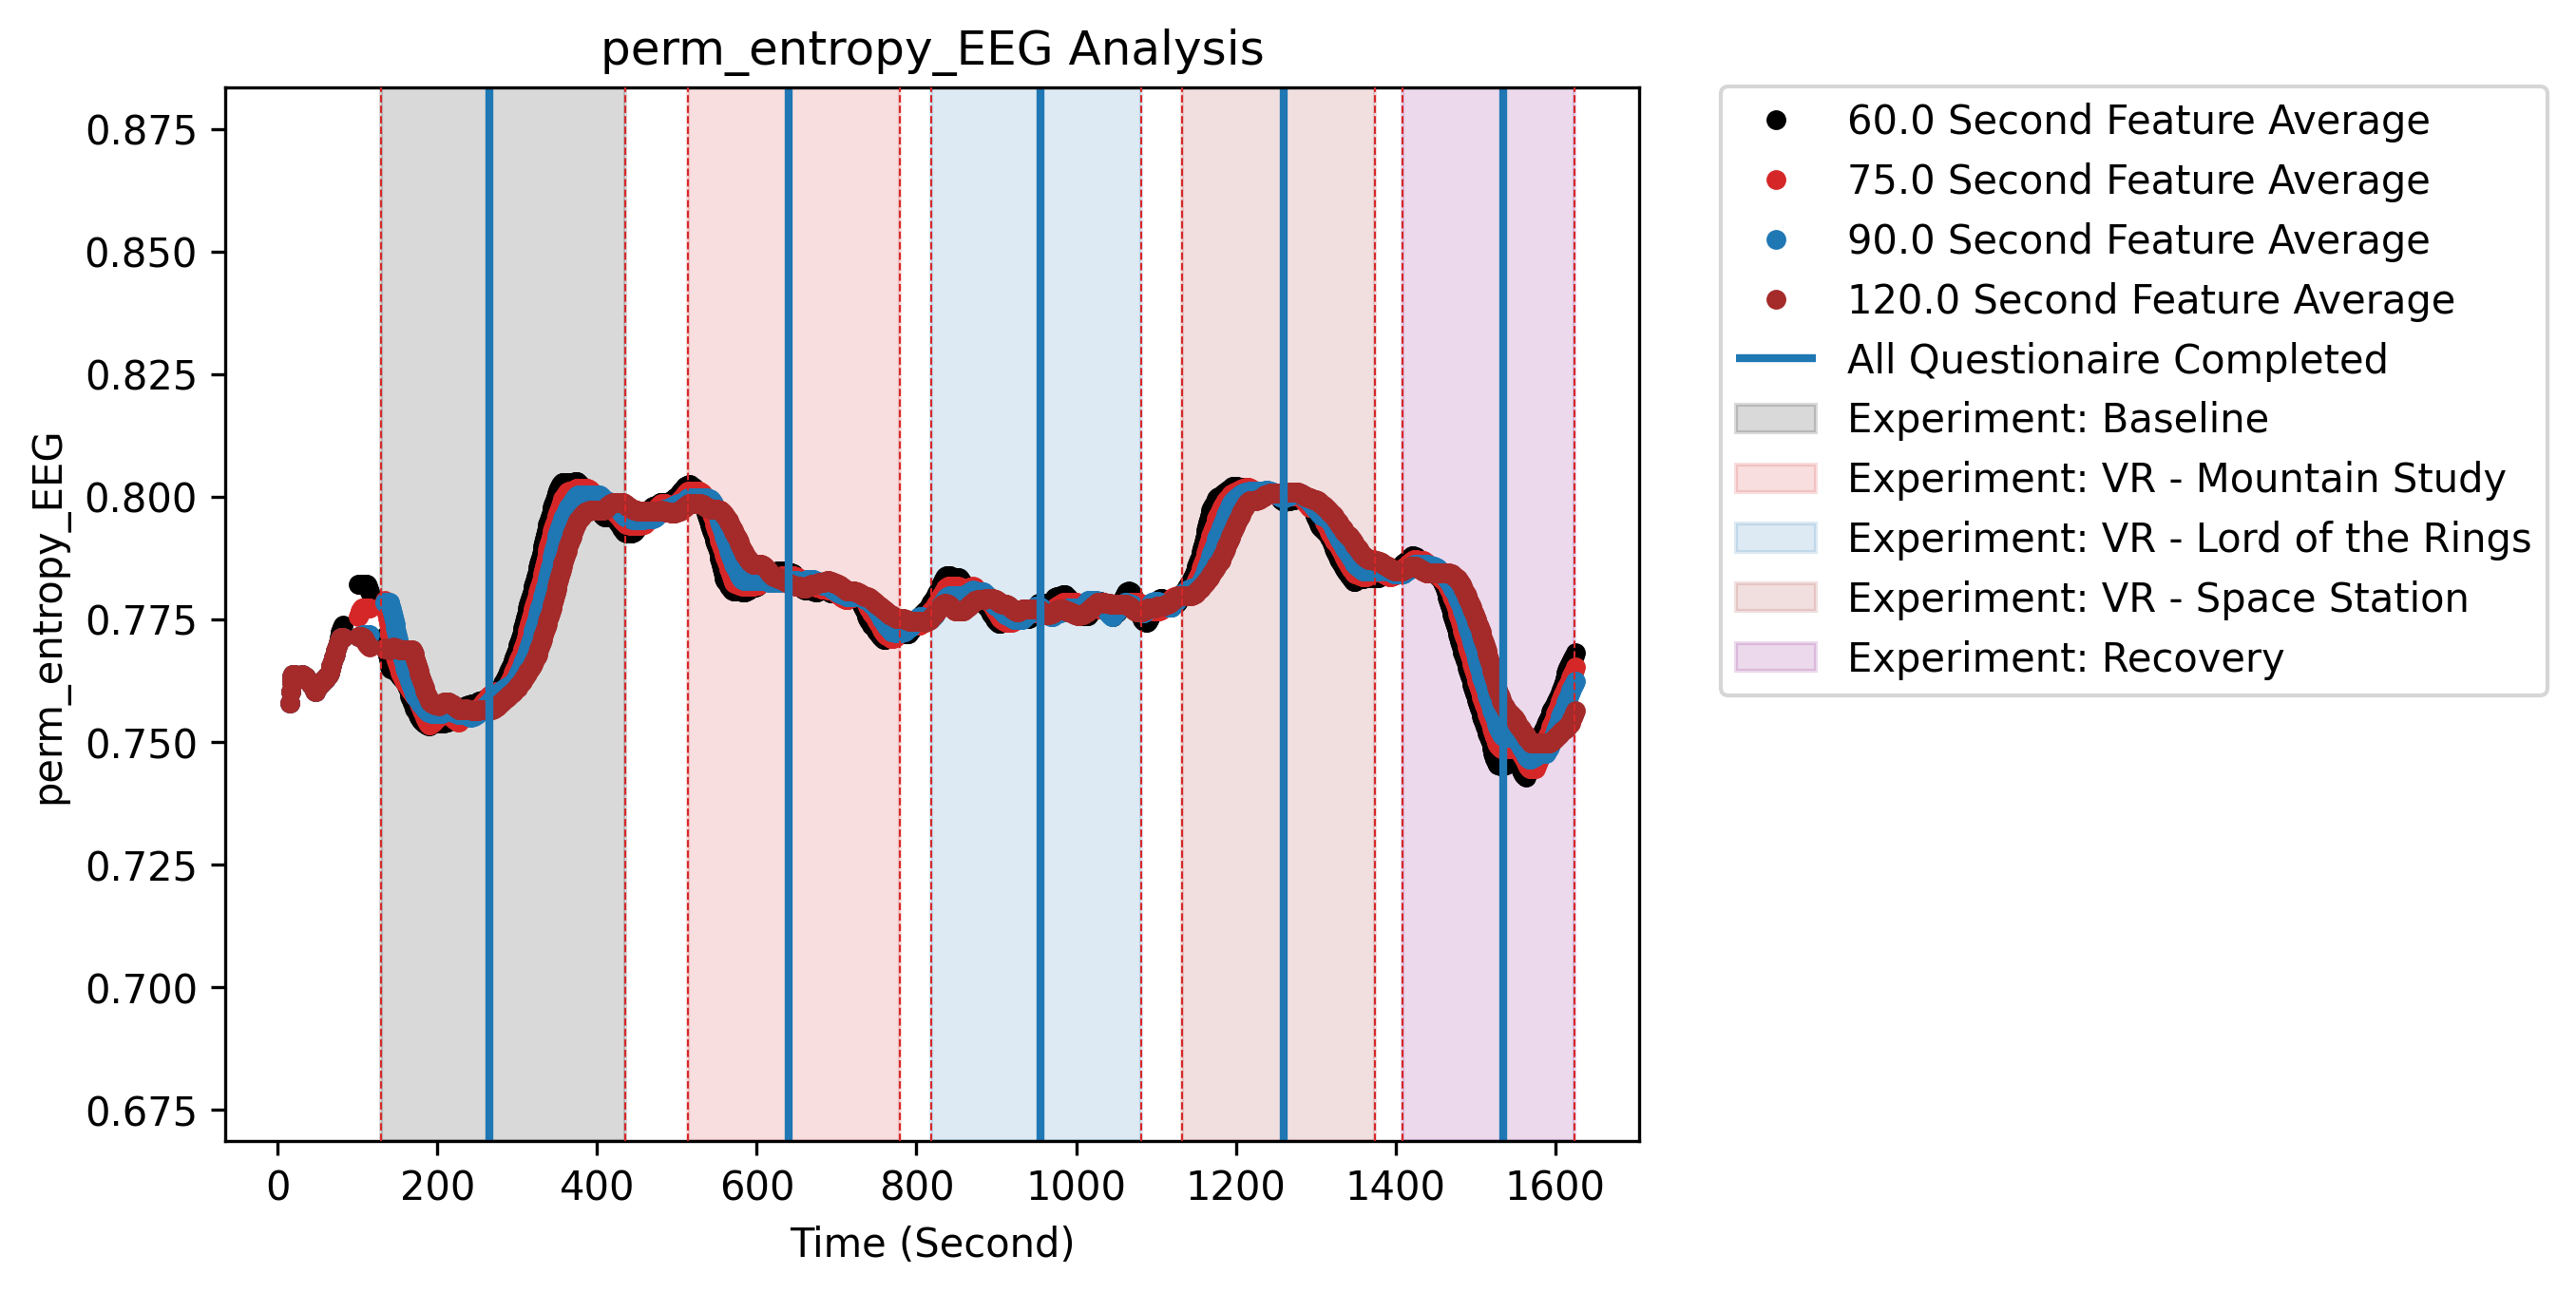 perm_entropy_EEG Analysis
perm_entropy_EEG
0.875
0.850
0.825
0.800
0.775
0.750
0.725
0.700
0.675
0 200 400 600 800 1000 1200 1400 1600
Time (Second)
60.0 Second Feature Average
75.0 Second Feature Average
90.0 Second Feature Average
120.0 Second Feature Average
All Questionaire Completed
Experiment: Baseline
Experiment: VR - Mountain Study
Experiment: VR - Lord of the Rings
Experiment: VR - Space Station
Experiment: Recovery